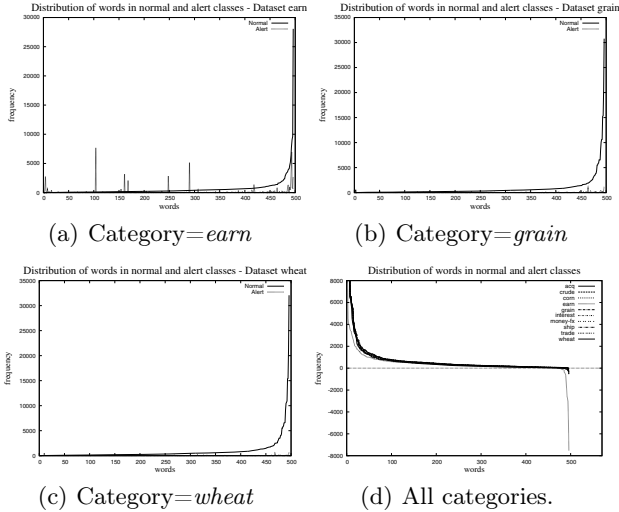 Distribution of words in normal and alert classes - Dataset earn
Normal
Alert
frequency
30000
25000
20000
15000
10000
5000
0
0 50 100 150 200 250 300 350 400 450 500
words
(a) Category=earn
Distribution of words in normal and alert classes - Dataset grain
Normal
Alert
frequency
35000
30000
25000
20000
15000
10000
5000
0
0 50 100 150 200 250 300 350 400 450 500
words
(b) Category=grain
Distribution of words in normal and alert classes - Dataset wheat
Normal
Alert
frequency
35000
30000
25000
20000
15000
10000
5000
0
0 50 100 150 200 250 300 350 400 450 500
words
(c) Category=wheat
Distribution of words in normal and alert classes
acq
crude
corn
earn
grain
interest
money-fx
ship
trade
wheat
frequency
8000
6000
4000
2000
0
-2000
-4000
-6000
-8000
0 100 200 300 400 500
words
(d) All categories.